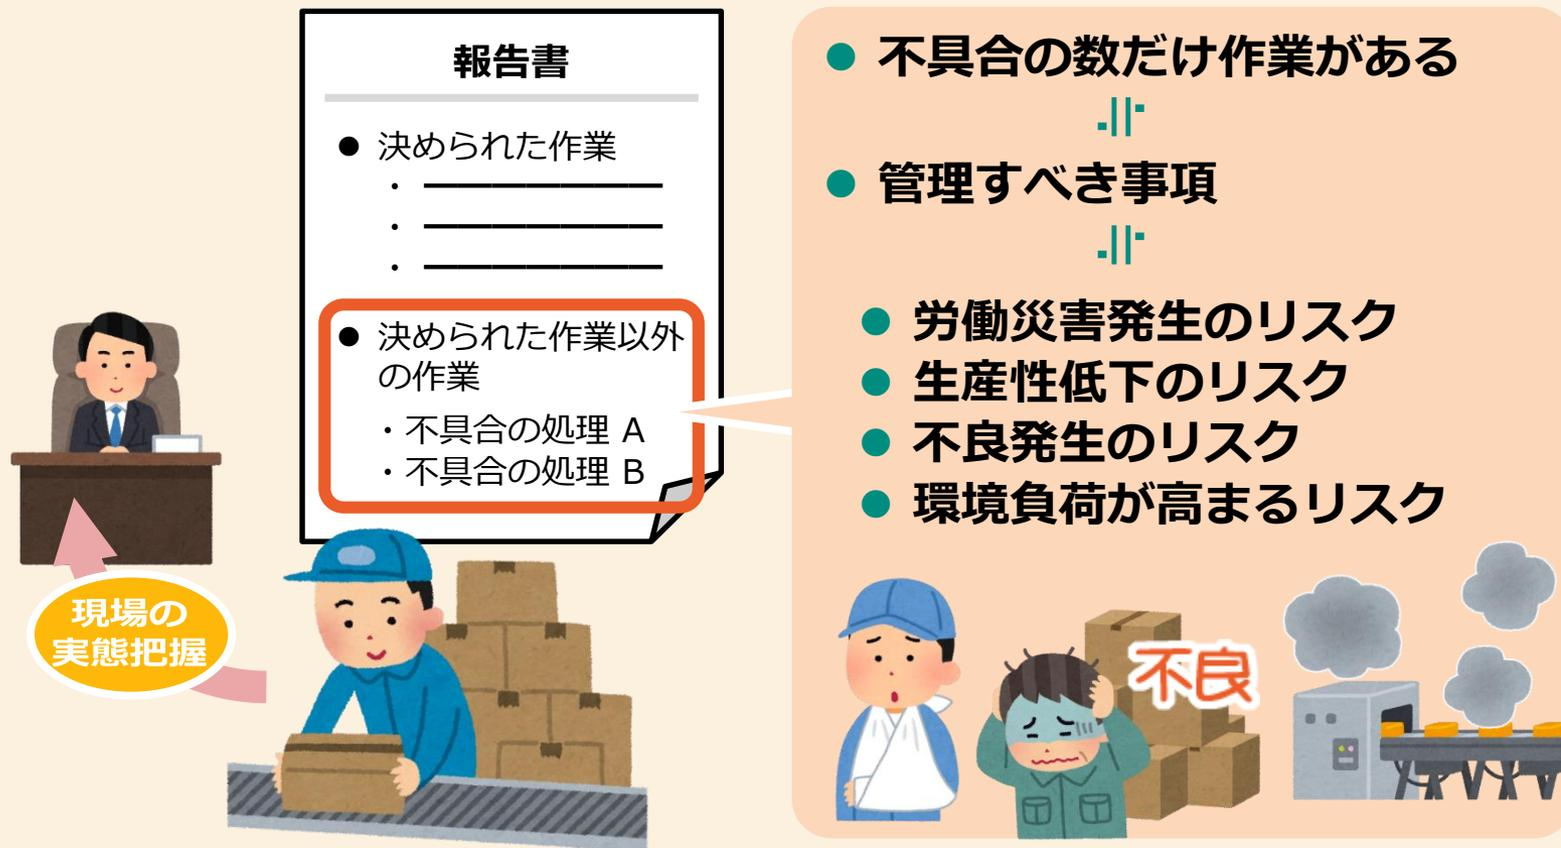 報告書
● 決められた作業
・
・
・
● 決められた作業以外
の作業
・不具合の処理 A
・不具合の処理 B
現場の
実態把握
● 不具合の数だけ作業がある
● 管理すべき事項
● 労働災害発生のリスク
● 生産性低下のリスク
● 不良発生のリスク
● 環境負荷が高まるリスク
不良